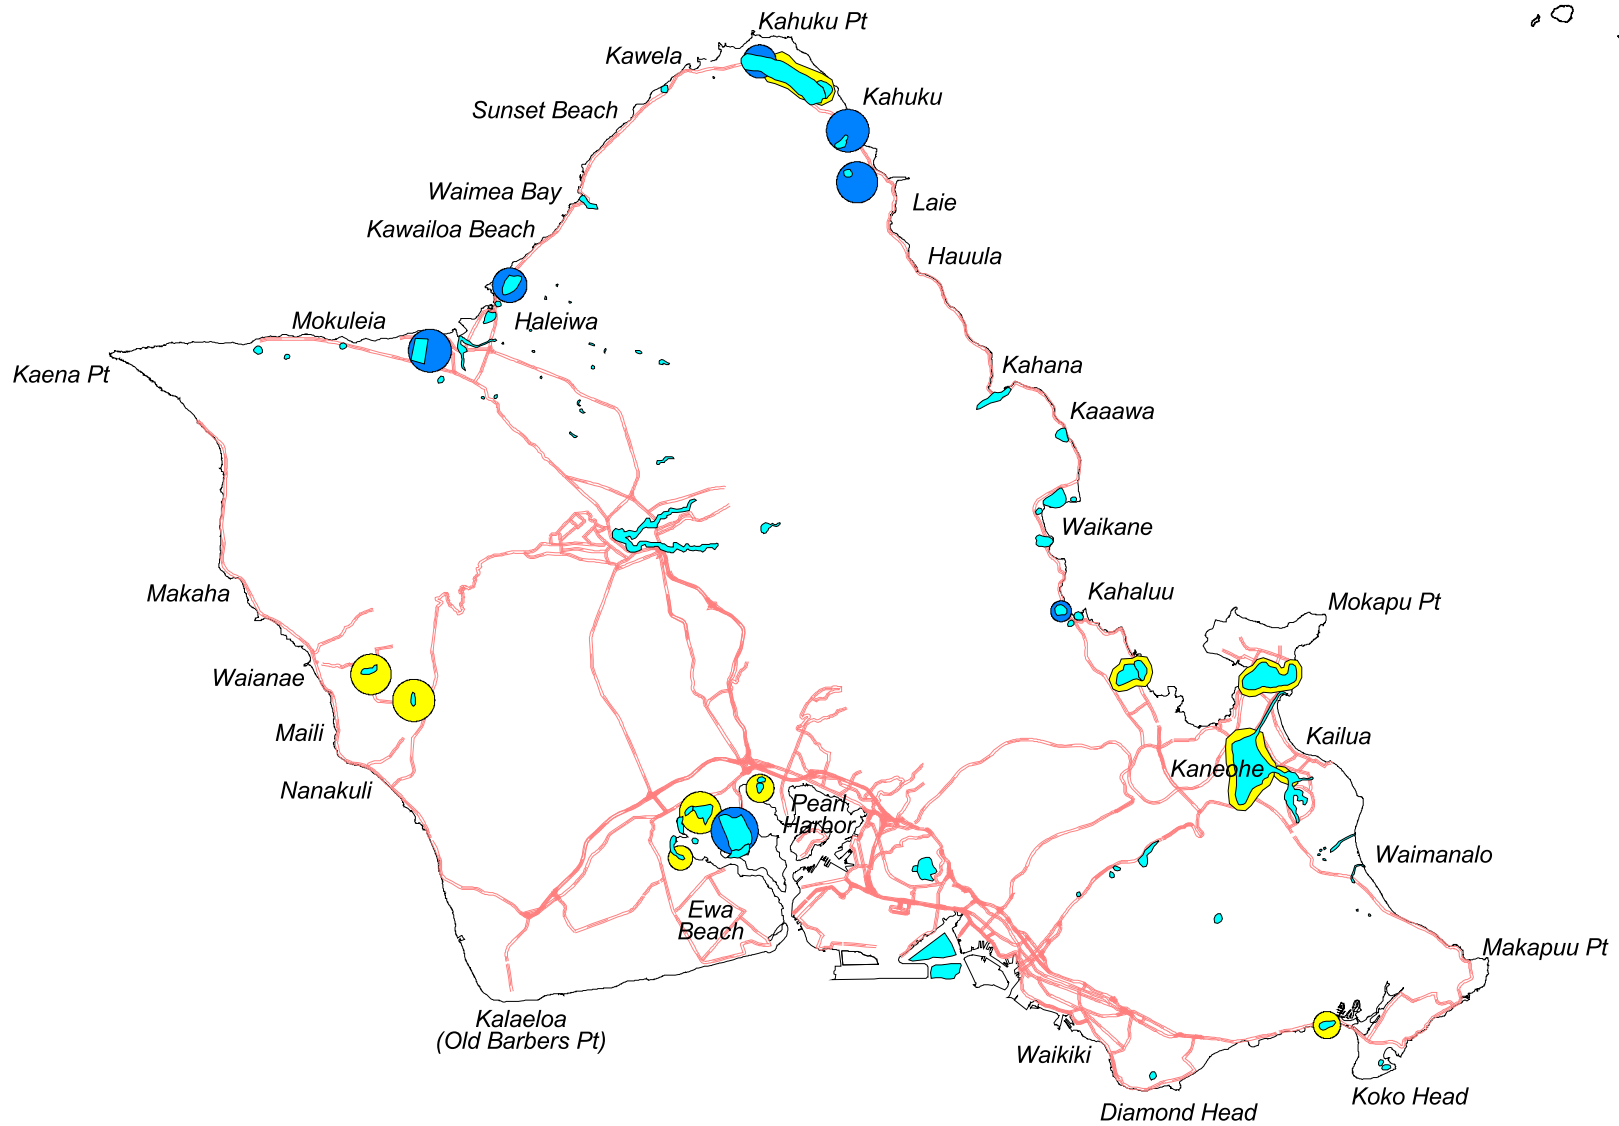 Kahuku Pt
Kawela
Kahuku
Sunset Beach
Waimea Bay
Laie
Kawailoa Beach
Hauula
Mokuleia
Haleiwa
Kahana
Kaena Pt
Kaaawa
Waikane
Makaha
Kahaluu
Mokapu Pt
Waianae
Maili
Kailua
Kaneohe
Nanakuli
Pearl
Harbor
Waimanalo
Ewa
Beach
Makapuu Pt
Kalaeloa
(Old Barbers Pt)
Waikiki
Koko Head
Diamond Head